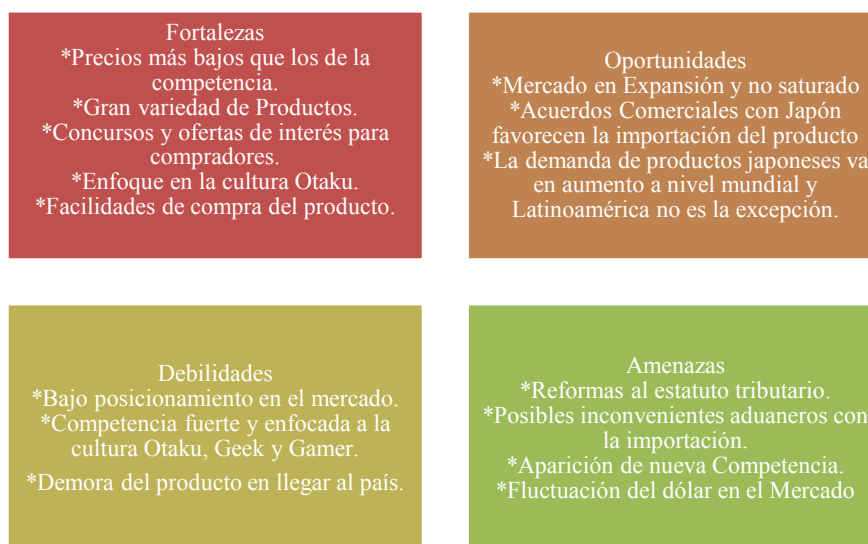 Fortalezas
*Precios más bajos que los de la
competencia.
*Gran variedad de Productos.
*Concursos y ofertas de interés para
compradores.
*Enfoque en la cultura Otaku.
*Facilidades de compra del producto.
Oportunidades
*Mercado en Expansión y no saturado
*Acuerdos Comerciales con Japón
favorecen la importación del producto
*La demanda de productos japoneses va
en aumento a nivel mundial y
Latinoamérica no es la excepción.
Debilidades
*Bajo posicionamiento en el mercado.
*Competencia fuerte y enfocada a la
cultura Otaku, Geek y Gamer.
*Demora del producto en llegar al país.
Amenazas
*Reformas al estatuto tributario.
*Posibles inconvenientes aduaneros con
la importación.
*Aparición de nueva Competencia.
*Fluctuación del dólar en el Mercado